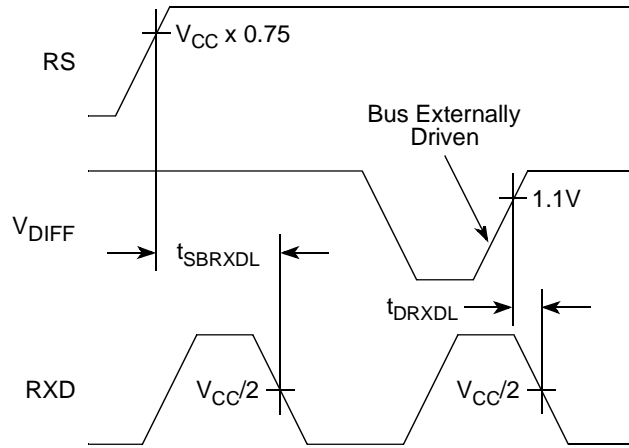 RS
V_CC x 0.75
Bus Externally
Driven
V_DIFF
1.1V
t_SBRXDL
t_DRXDL
RXD
V_CC/2
V_CC/2